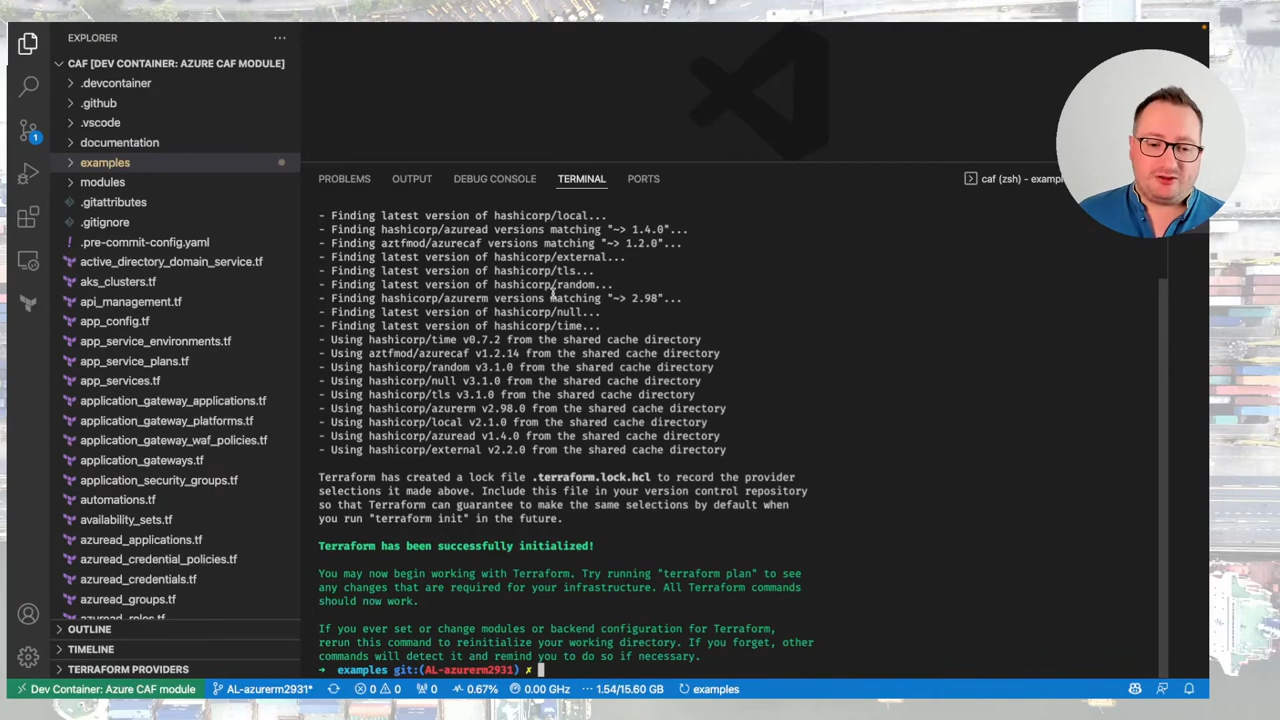 EXPLORER
CAF [DEV CONTAINER: AZURE CAF MODULE]
.devcontainer
.github
.vscode
documentation
examples
modules
.gitattributes
.gitignore
.pre-commit-config.yaml
active_directory_domain_service.tf
aks_clusters.tf
api_management.tf
app_config.tf
app_service_environments.tf
app_service_plans.tf
app_services.tf
application_gateway_applications.tf
application_gateway_platforms.tf
application_gateway_waf_policies.tf
application_gateways.tf
application_security_groups.tf
automations.tf
availability_sets.tf
azuread_applications.tf
azuread_credential_policies.tf
azuread_credentials.tf
azuread_groups.tf
azuread_roles.tf
OUTLINE
TIMELINE
TERRAFORM PROVIDERS
1
PROBLEMS OUTPUT DEBUG CONSOLE TERMINAL PORTS
caf (zsh) - exampl
- Finding latest version of hashicorp/local...
- Finding hashicorp/azuread versions matching "~> 1.4.0"...
- Finding aztfmod/azurecaf versions matching "~> 1.2.0"...
- Finding latest version of hashicorp/external...
- Finding latest version of hashicorp/tls...
- Finding latest version of hashicorp/random...
- Finding hashicorp/azurerm versions matching "~> 2.98"...
- Finding latest version of hashicorp/null...
- Finding latest version of hashicorp/time...
- Using hashicorp/time v0.7.2 from the shared cache directory
- Using aztfmod/azurecaf v1.2.14 from the shared cache directory
- Using hashicorp/random v3.1.0 from the shared cache directory
- Using hashicorp/null v3.1.0 from the shared cache directory
- Using hashicorp/tls v3.1.0 from the shared cache directory
- Using hashicorp/azurerm v2.98.0 from the shared cache directory
- Using hashicorp/local v2.1.0 from the shared cache directory
- Using hashicorp/azuread v1.4.0 from the shared cache directory
- Using hashicorp/external v2.2.0 from the shared cache directory
Terraform has created a lock file .terraform.lock.hcl to record the provider
selections it made above. Include this file in your version control repository
so that Terraform can guarantee to make the same selections by default when
you run "terraform init" in the future.
Terraform has been successfully initialized!
You may now begin working with Terraform. Try running "terraform plan" to see
any changes that are required for your infrastructure. All Terraform commands
should now work.
If you ever set or change modules or backend configuration for Terraform,
rerun this command to reinitialize your working directory. If you forget, other
commands will detect it and remind you to do so if necessary.
➜ examples git:(AL-azurerm2931) ✗
Dev Container: Azure CAF module AL-azurerm2931* 0 0 0 0.67% 0.00 GHz 1.54/15.60 GB examples